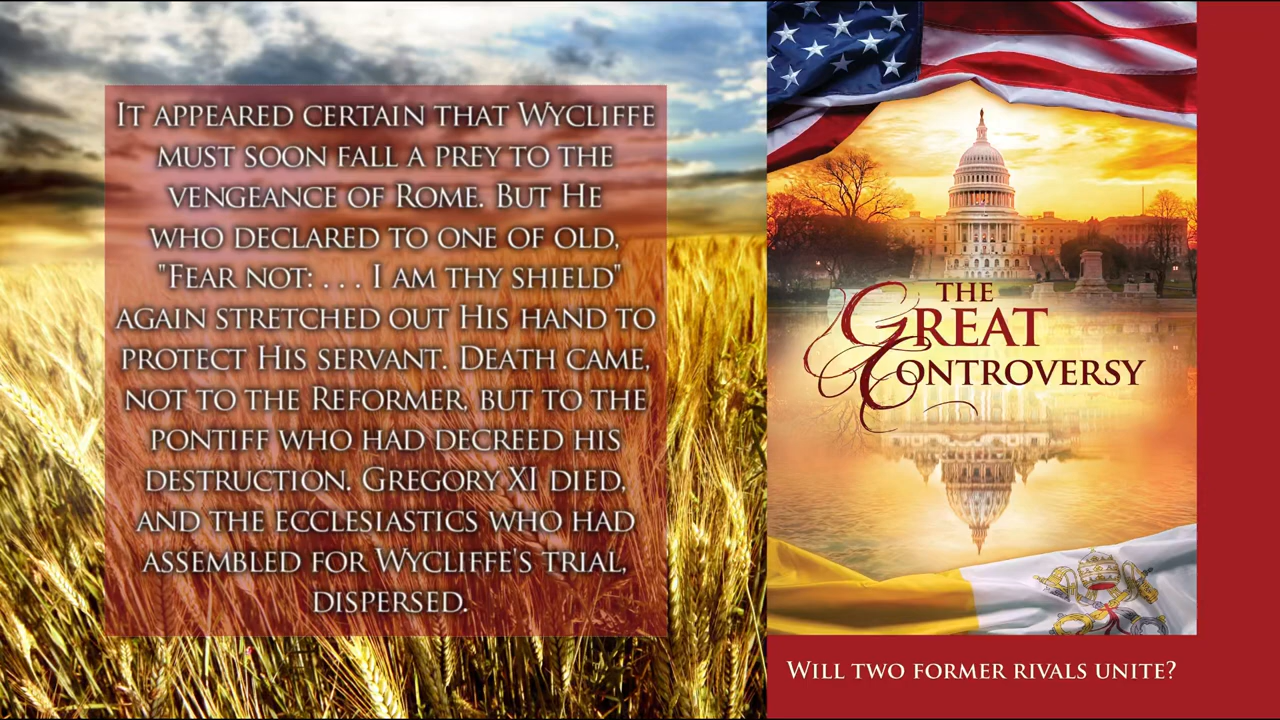 It appeared certain that Wycliffe
must soon fall a prey to the
vengeance of Rome. But He
who declared to one of old,
"Fear not: . . . I am thy shield"
again stretched out His hand to
protect His servant. Death came,
not to the Reformer, but to the
pontiff who had decreed his
destruction. Gregory XI died,
and the ecclesiastics who had
assembled for Wycliffe's trial,
dispersed.
The
Great
Controversy
Will two former rivals unite?